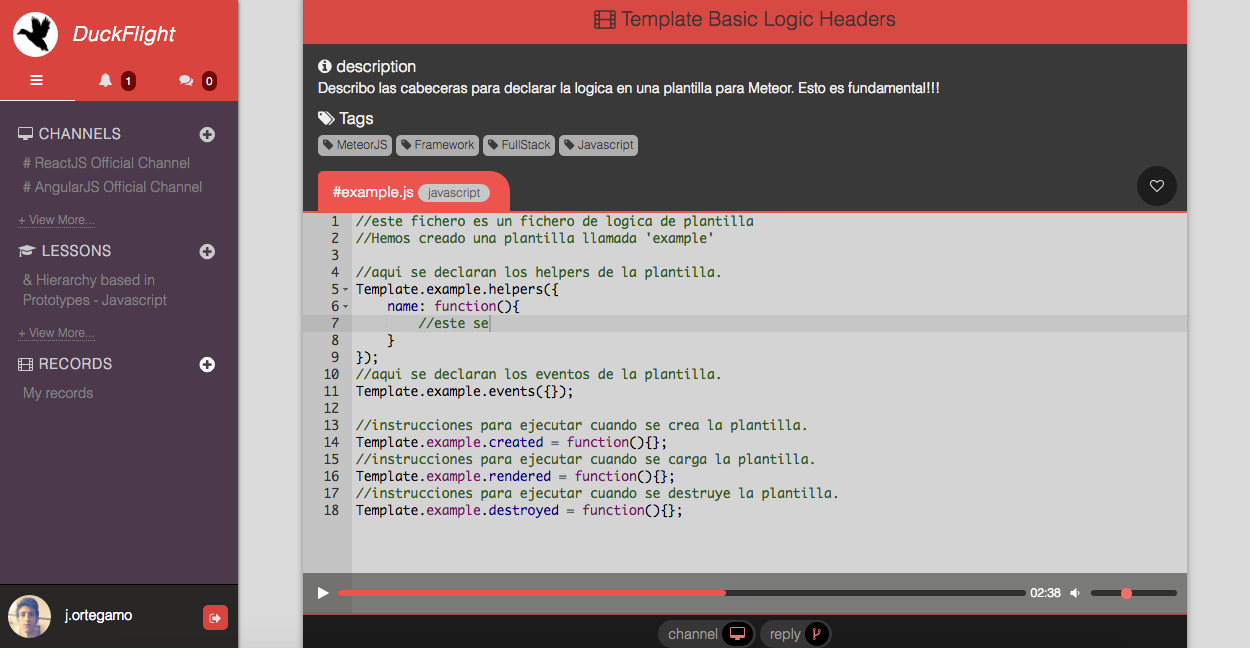 DuckFlight
1
0
CHANNELS
# ReactJS Official Channel
# AngularJS Official Channel
+ View More...
LESSONS
& Hierarchy based in
Prototypes - Javascript
+ View More...
RECORDS
My records
j.ortegamo
Template Basic Logic Headers
description
Describo las cabeceras para declarar la logica en una plantilla para Meteor. Esto es fundamental!!!
Tags
MeteorJS Framework FullStack Javascript
#example.js javascript
1 //este fichero es un fichero de logica de plantilla
2 //Hemos creado una plantilla llamada 'example'
3
4 //aqui se declaran los helpers de la plantilla.
5 Template.example.helpers({
6 name: function(){
7 //este se
8 }
9 });
10 //aqui se declaran los eventos de la plantilla.
11 Template.example.events({});
12
13 //instrucciones para ejecutar cuando se crea la plantilla.
14 Template.example.created = function(){};
15 //instrucciones para ejecutar cuando se carga la plantilla.
16 Template.example.rendered = function(){};
17 //instrucciones para ejecutar cuando se destruye la plantilla.
18 Template.example.destroyed = function(){};
02:38
channel reply